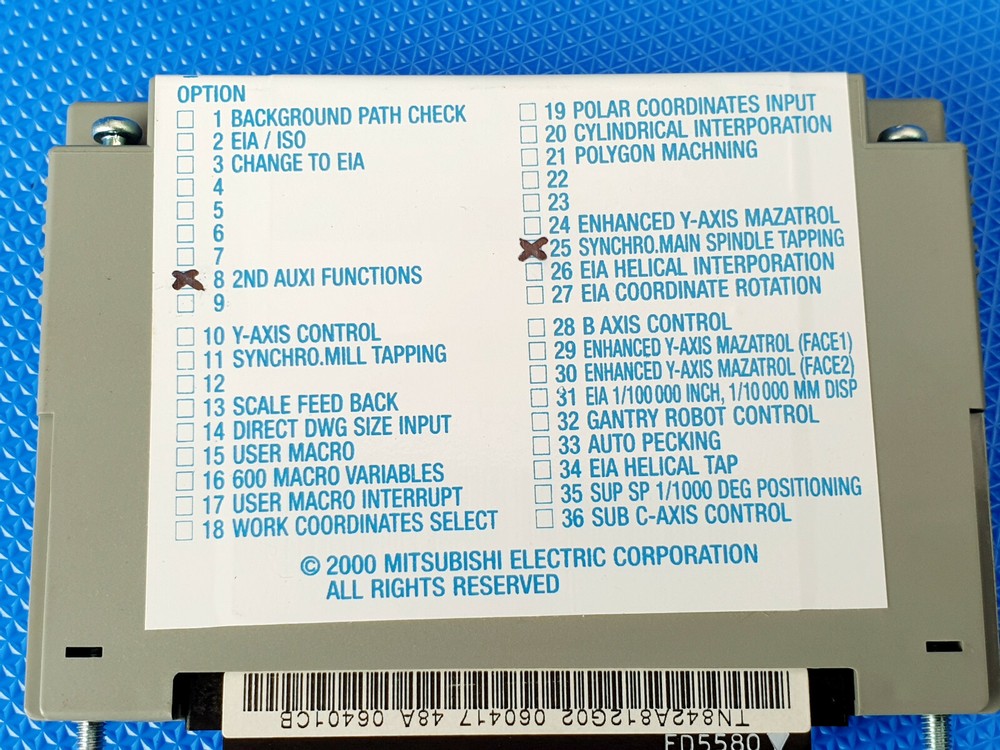 OPTION
1 BACKGROUND PATH CHECK
2 EIA / ISO
3 CHANGE TO EIA
4
5
6
7
8 2ND AUXI FUNCTIONS
9
10 Y-AXIS CONTROL
11 SYNCHRO.MILL TAPPING
12
13 SCALE FEED BACK
14 DIRECT DWG SIZE INPUT
15 USER MACRO
16 600 MACRO VARIABLES
17 USER MACRO INTERRUPT
18 WORK COORDINATES SELECT
19 POLAR COORDINATES INPUT
20 CYLINDRICAL INTERPORATION
21 POLYGON MACHNING
22
23
24 ENHANCED Y-AXIS MAZATROL
25 SYNCHRO.MAIN SPINDLE TAPPING
26 EIA HELICAL INTERPORATION
27 EIA COORDINATE ROTATION
28 B AXIS CONTROL
29 ENHANCED Y-AXIS MAZATROL (FACE1)
30 ENHANCED Y-AXIS MAZATROL (FACE2)
31 EIA 1/100 000 INCH, 1/10 000 MM DISP
32 GANTRY ROBOT CONTROL
33 AUTO PECKING
34 EIA HELICAL TAP
35 SUP SP 1/1000 DEG POSITIONING
36 SUB C-AXIS CONTROL
© 2000 MITSUBISHI ELECTRIC CORPORATION
ALL RIGHTS RESERVED
TN842A812G02 060417 48A 06401CB
ED5580